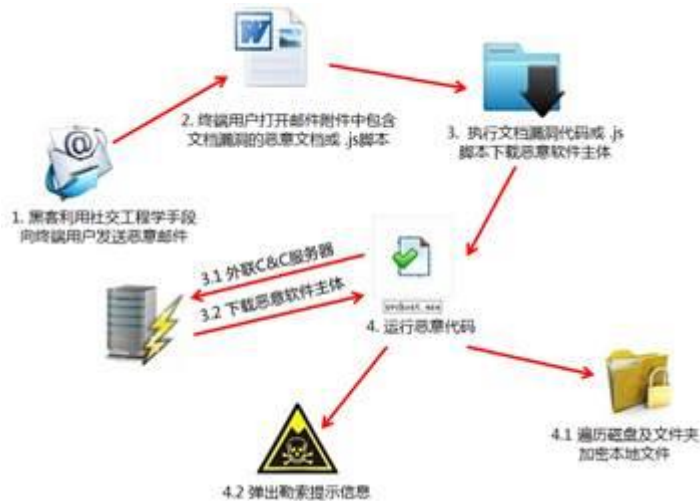 1. 黑客利用社交工程学手段
向终端用户发送恶意邮件
2. 终端用户打开邮件附件中包含
文档漏洞的恶意文档或 .js脚本
3. 执行文档漏洞代码或 .js
脚本下载恶意软件主体
3.1 外联C&C服务器
3.2 下载恶意软件主体
4. 运行恶意代码
4.1 遍历磁盘及文件夹
加密本地文件
4.2 弹出勒索提示信息